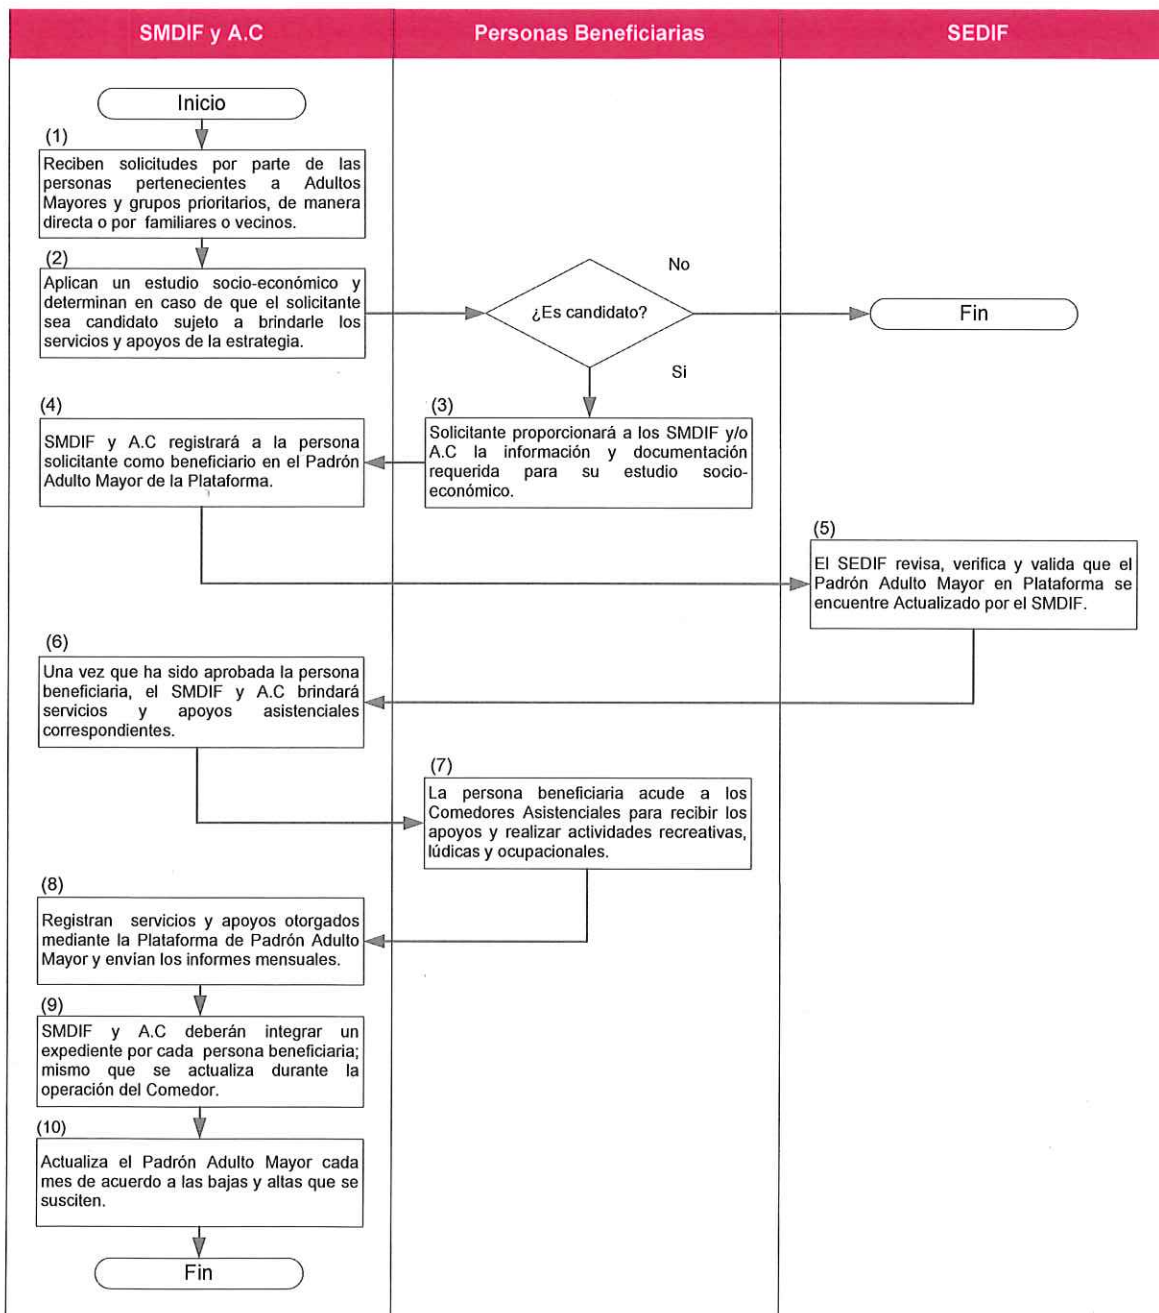 SMDIF y A.C
Personas Beneficiarias
SEDIF
Inicio
(1)
Reciben solicitudes por parte de las
personas pertenecientes a Adultos
Mayores y grupos prioritarios, de manera
directa o por familiares o vecinos.
(2)
Aplican un estudio socio-económico y
determinan en caso de que el solicitante
sea candidato sujeto a brindarle los
servicios y apoyos de la estrategia.
¿Es candidato?
No
Fin
Si
(3)
Solicitante proporcionará a los SMDIF y/o
A.C la información y documentación
requerida para su estudio socio-
económico.
(4)
SMDIF y A.C registrará a la persona
solicitante como beneficiario en el Padrón
Adulto Mayor de la Plataforma.
(5)
El SEDIF revisa, verifica y valida que el
Padrón Adulto Mayor en Plataforma se
encuentre Actualizado por el SMDIF.
(6)
Una vez que ha sido aprobada la persona
beneficiaria, el SMDIF y A.C brindará
servicios y apoyos asistenciales
correspondientes.
(7)
La persona beneficiaria acude a los
Comedores Asistenciales para recibir los
apoyos y realizar actividades recreativas,
lúdicas y ocupacionales.
(8)
Registran servicios y apoyos otorgados
mediante la Plataforma de Padrón Adulto
Mayor y envían los informes mensuales.
(9)
SMDIF y A.C deberán integrar un
expediente por cada persona beneficiaria;
mismo que se actualiza durante la
operación del Comedor.
(10)
Actualiza el Padrón Adulto Mayor cada
mes de acuerdo a las bajas y altas que se
susciten.
Fin